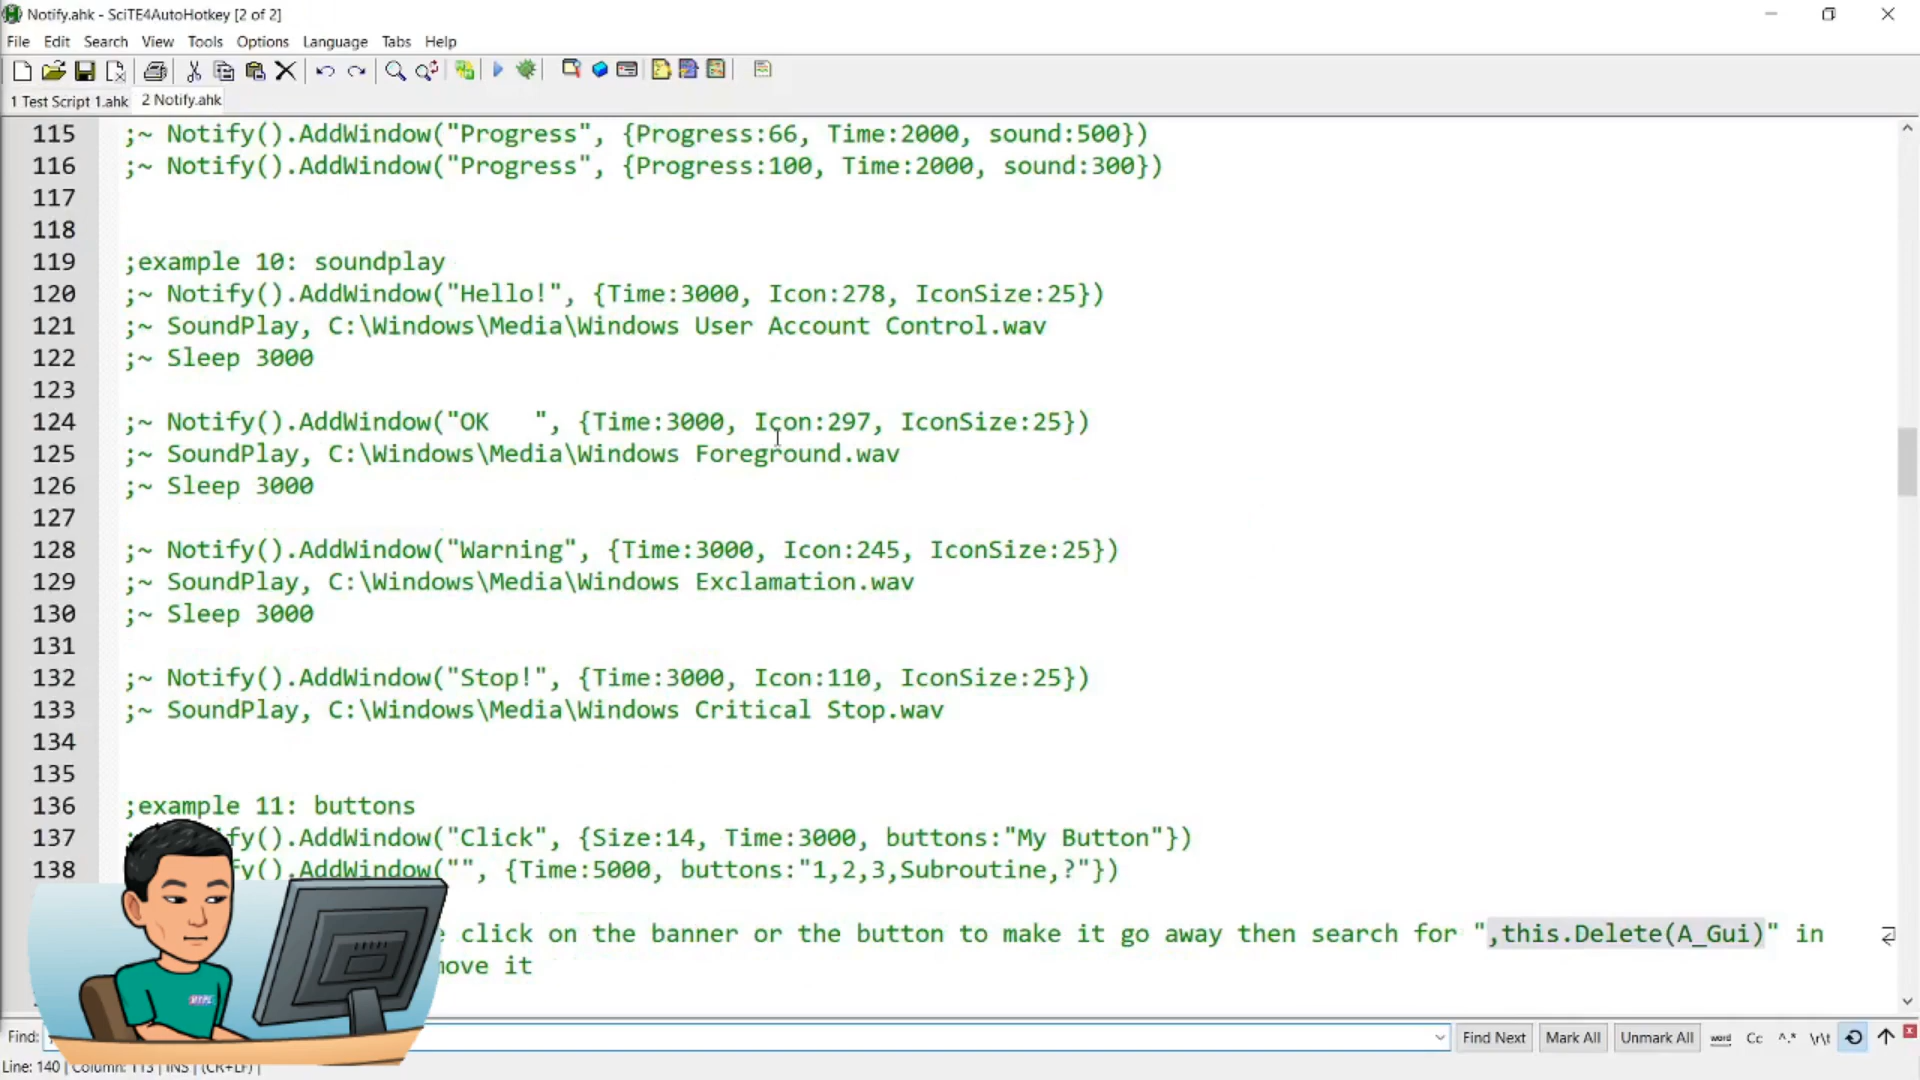 Notify.ahk - SciTE4AutoHotkey [2 of 2]
File Edit Search View Tools Options Language Tabs Help
1 Test Script 1.ahk 2 Notify.ahk
115 ;~ Notify().AddWindow("Progress", {Progress:66, Time:2000, sound:500})
116 ;~ Notify().AddWindow("Progress", {Progress:100, Time:2000, sound:300})
117
118
119 ;example 10: soundplay
120 ;~ Notify().AddWindow("Hello!", {Time:3000, Icon:278, IconSize:25})
121 ;~ SoundPlay, C:\Windows\Media\Windows User Account Control.wav
122 ;~ Sleep 3000
123
124 ;~ Notify().AddWindow("OK   ", {Time:3000, Icon:297, IconSize:25})
125 ;~ SoundPlay, C:\Windows\Media\Windows Foreground.wav
126 ;~ Sleep 3000
127
128 ;~ Notify().AddWindow("Warning", {Time:3000, Icon:245, IconSize:25})
129 ;~ SoundPlay, C:\Windows\Media\Windows Exclamation.wav
130 ;~ Sleep 3000
131
132 ;~ Notify().AddWindow("Stop!", {Time:3000, Icon:110, IconSize:25})
133 ;~ SoundPlay, C:\Windows\Media\Windows Critical Stop.wav
134
135
136 ;example 11: buttons
137 fy().AddWindow("Click", {Size:14, Time:3000, buttons:"My Button"})
138 fy().AddWindow("", {Time:5000, buttons:"1,2,3,Subroutine,?"})
click on the banner or the button to make it go away then search for ",this.Delete(A_Gui)" in
move it
MYPL
Find: Find Next Mark All Unmark All word Cc ^.* \r\t
Line: 140 | Column: 113 | INS | (CR+LF) |